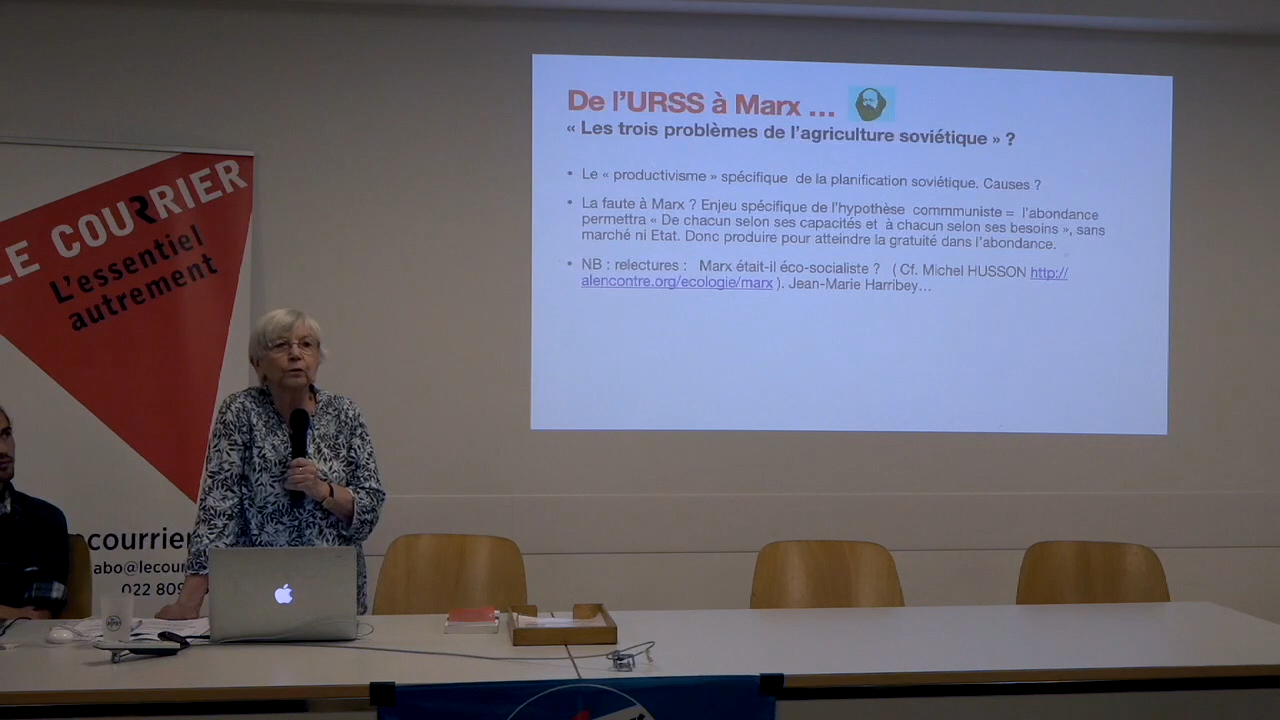 De l'URSS à Marx ...
« Les trois problèmes de l'agriculture soviétique » ?
• Le « productivisme » spécifique de la planification soviétique. Causes ?
• La faute à Marx ? Enjeu spécifique de l'hypothèse commmuniste = l'abondance
permettra « De chacun selon ses capacités et à chacun selon ses besoins », sans
marché ni Etat. Donc produire pour atteindre la gratuité dans l'abondance.
• NB : relectures : Marx était-il éco-socialiste ? ( Cf. Michel HUSSON http://
alencontre.org/ecologie/marx ). Jean-Marie Harribey...
LE COURRIER
L'essentiel
autrement
courrier
abo@lecour
022 809